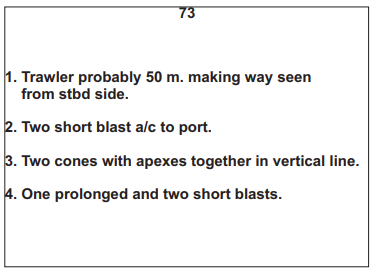 73
1. Trawler probably 50 m. making way seen
from stbd side.
2. Two short blast a/c to port.
3. Two cones with apexes together in vertical line.
4. One prolonged and two short blasts.